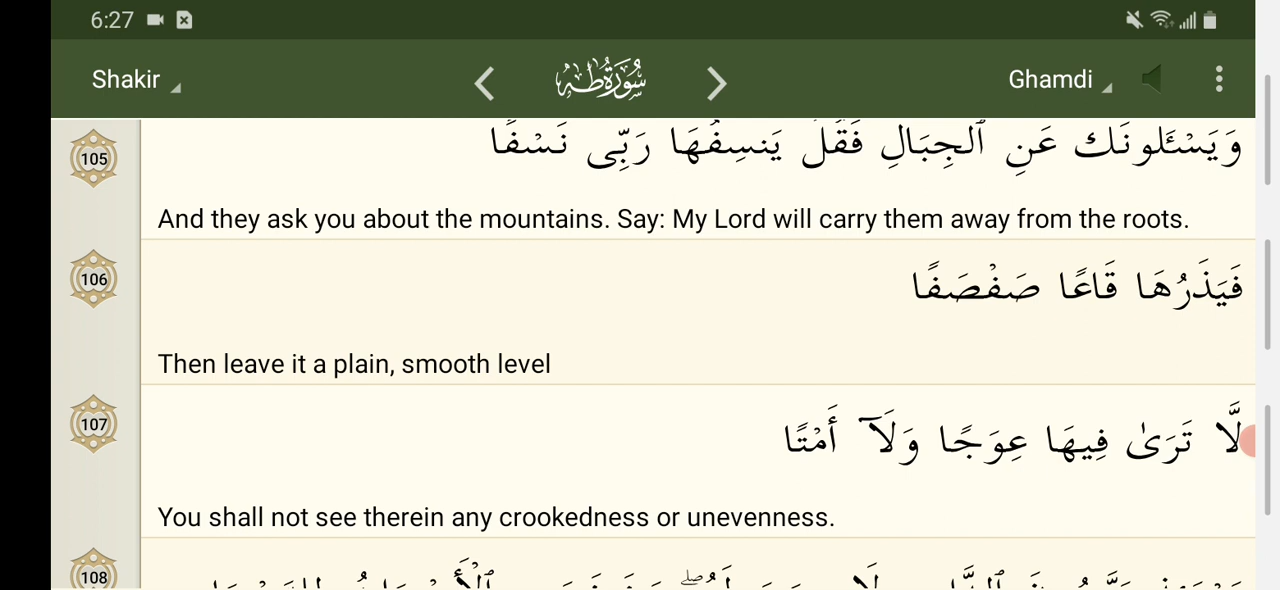 6:27
Shakir
سُورَةُ طه
Ghamdi
105
وَيَسْـَٔلُونَكَ عَنِ ٱلْجِبَالِ فَقُلْ يَنسِفُهَا رَبِّى نَسْفًا
And they ask you about the mountains. Say: My Lord will carry them away from the roots.
106
فَيَذَرُهَا قَاعًا صَفْصَفًا
Then leave it a plain, smooth level
107
لَّا تَرَىٰ فِيهَا عِوَجًا وَلَآ أَمْتًا
You shall not see therein any crookedness or unevenness.
108